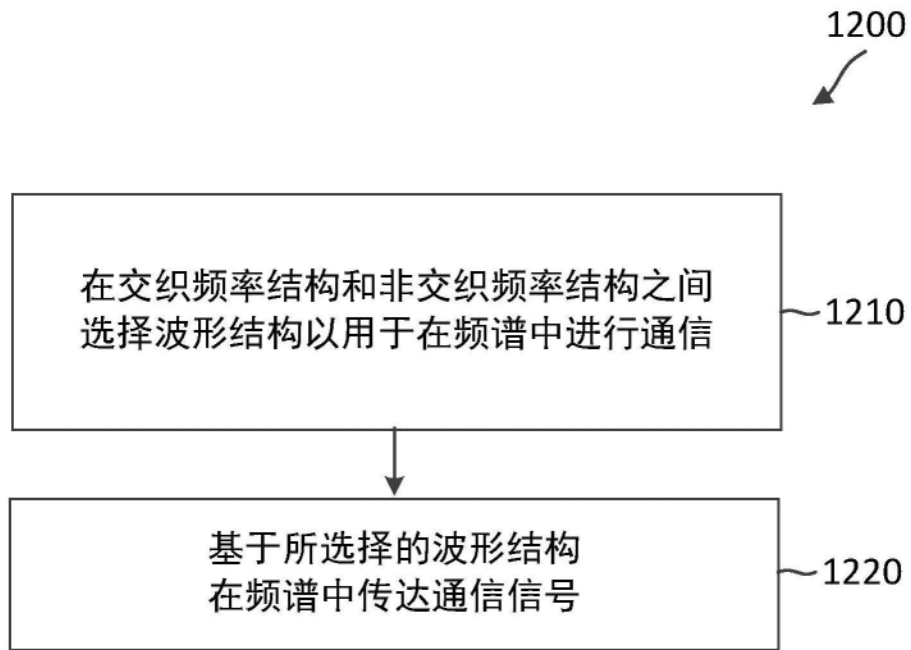 1200
在交织频率结构和非交织频率结构之间
选择波形结构以用于在频谱中进行通信
1210
基于所选择的波形结构
在频谱中传达通信信号
1220